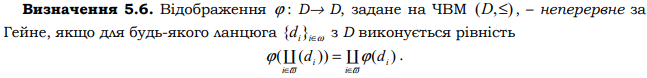 Визначення 5.6. Відображення φ: D→ D, задане на ЧВМ (D,≤), – неперервне за
Гейне, якщо для будь-якого ланцюга {dᵢ}ᵢ∈ω з D виконується рівність
φ(∐ᵢ∈ϖ(dᵢ)) = ∐ᵢ∈ϖ φ(dᵢ).